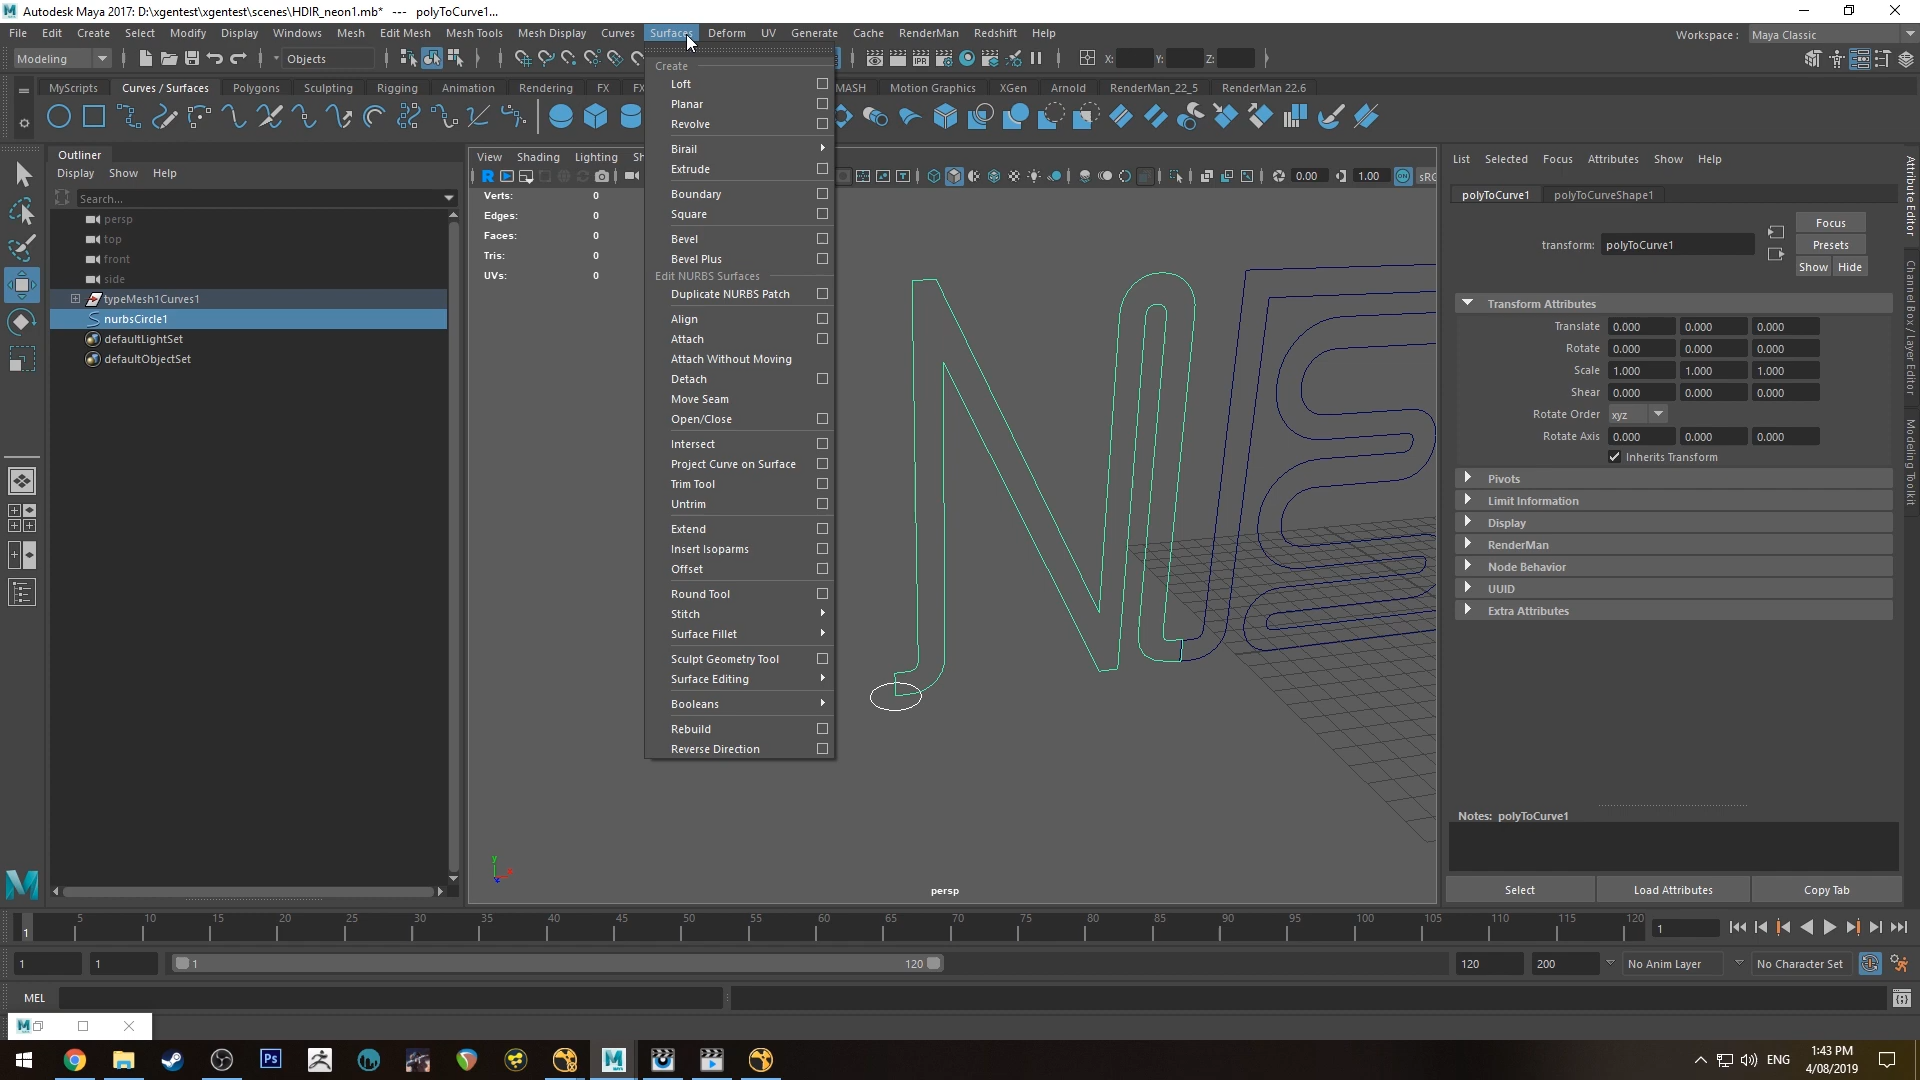 Autodesk Maya 2017: D:\xgentest\xgentest\scenes\HDIR_neon1.mb* --- polyToCurve1...
File Edit Create Select Modify Display Windows Mesh Edit Mesh Mesh Tools Mesh Display Curves Surfaces Deform UV Generate Cache RenderMan Redshift Help Workspace : Maya Classic
Modeling Objects X: Y: Z:
MyScripts Curves / Surfaces Polygons Sculpting Rigging Animation Rendering FX MASH Motion Graphics XGen Arnold RenderMan_22_5 RenderMan 22.6
Outliner
Display Show Help
Search...
persp
top
front
side
typeMesh1Curves1
nurbsCircle1
defaultLightSet
defaultObjectSet
View Shading Lighting
0.00 1.00
Verts: 0
Edges: 0
Faces: 0
Tris: 0
UVs: 0
Create
Loft
Planar
Revolve
Birail
Extrude
Boundary
Square
Bevel
Bevel Plus
Edit NURBS Surfaces
Duplicate NURBS Patch
Align
Attach
Attach Without Moving
Detach
Move Seam
Open/Close
Intersect
Project Curve on Surface
Trim Tool
Untrim
Extend
Insert Isoparms
Offset
Round Tool
Stitch
Surface Fillet
Sculpt Geometry Tool
Surface Editing
Booleans
Rebuild
Reverse Direction
persp
List Selected Focus Attributes Show Help
polyToCurve1 polyToCurveShape1
transform: polyToCurve1
Focus
Presets
Show Hide
Transform Attributes
Translate 0.000 0.000 0.000
Rotate 0.000 0.000 0.000
Scale 1.000 1.000 1.000
Shear 0.000 0.000 0.000
Rotate Order xyz
Rotate Axis 0.000 0.000 0.000
Inherits Transform
Pivots
Limit Information
Display
RenderMan
Node Behavior
UUID
Extra Attributes
Notes: polyToCurve1
Select Load Attributes Copy Tab
Attribute Editor
Channel Box / Layer Editor
Modeling Toolkit
1 5 10 15 20 25 30 35 40 45 50 55 60 65 70 75 80 85 90 95 100 105 110 115 120 1
1 1 1 120 120 200 No Anim Layer No Character Set
MEL
ENG 1:43 PM
4/08/2019